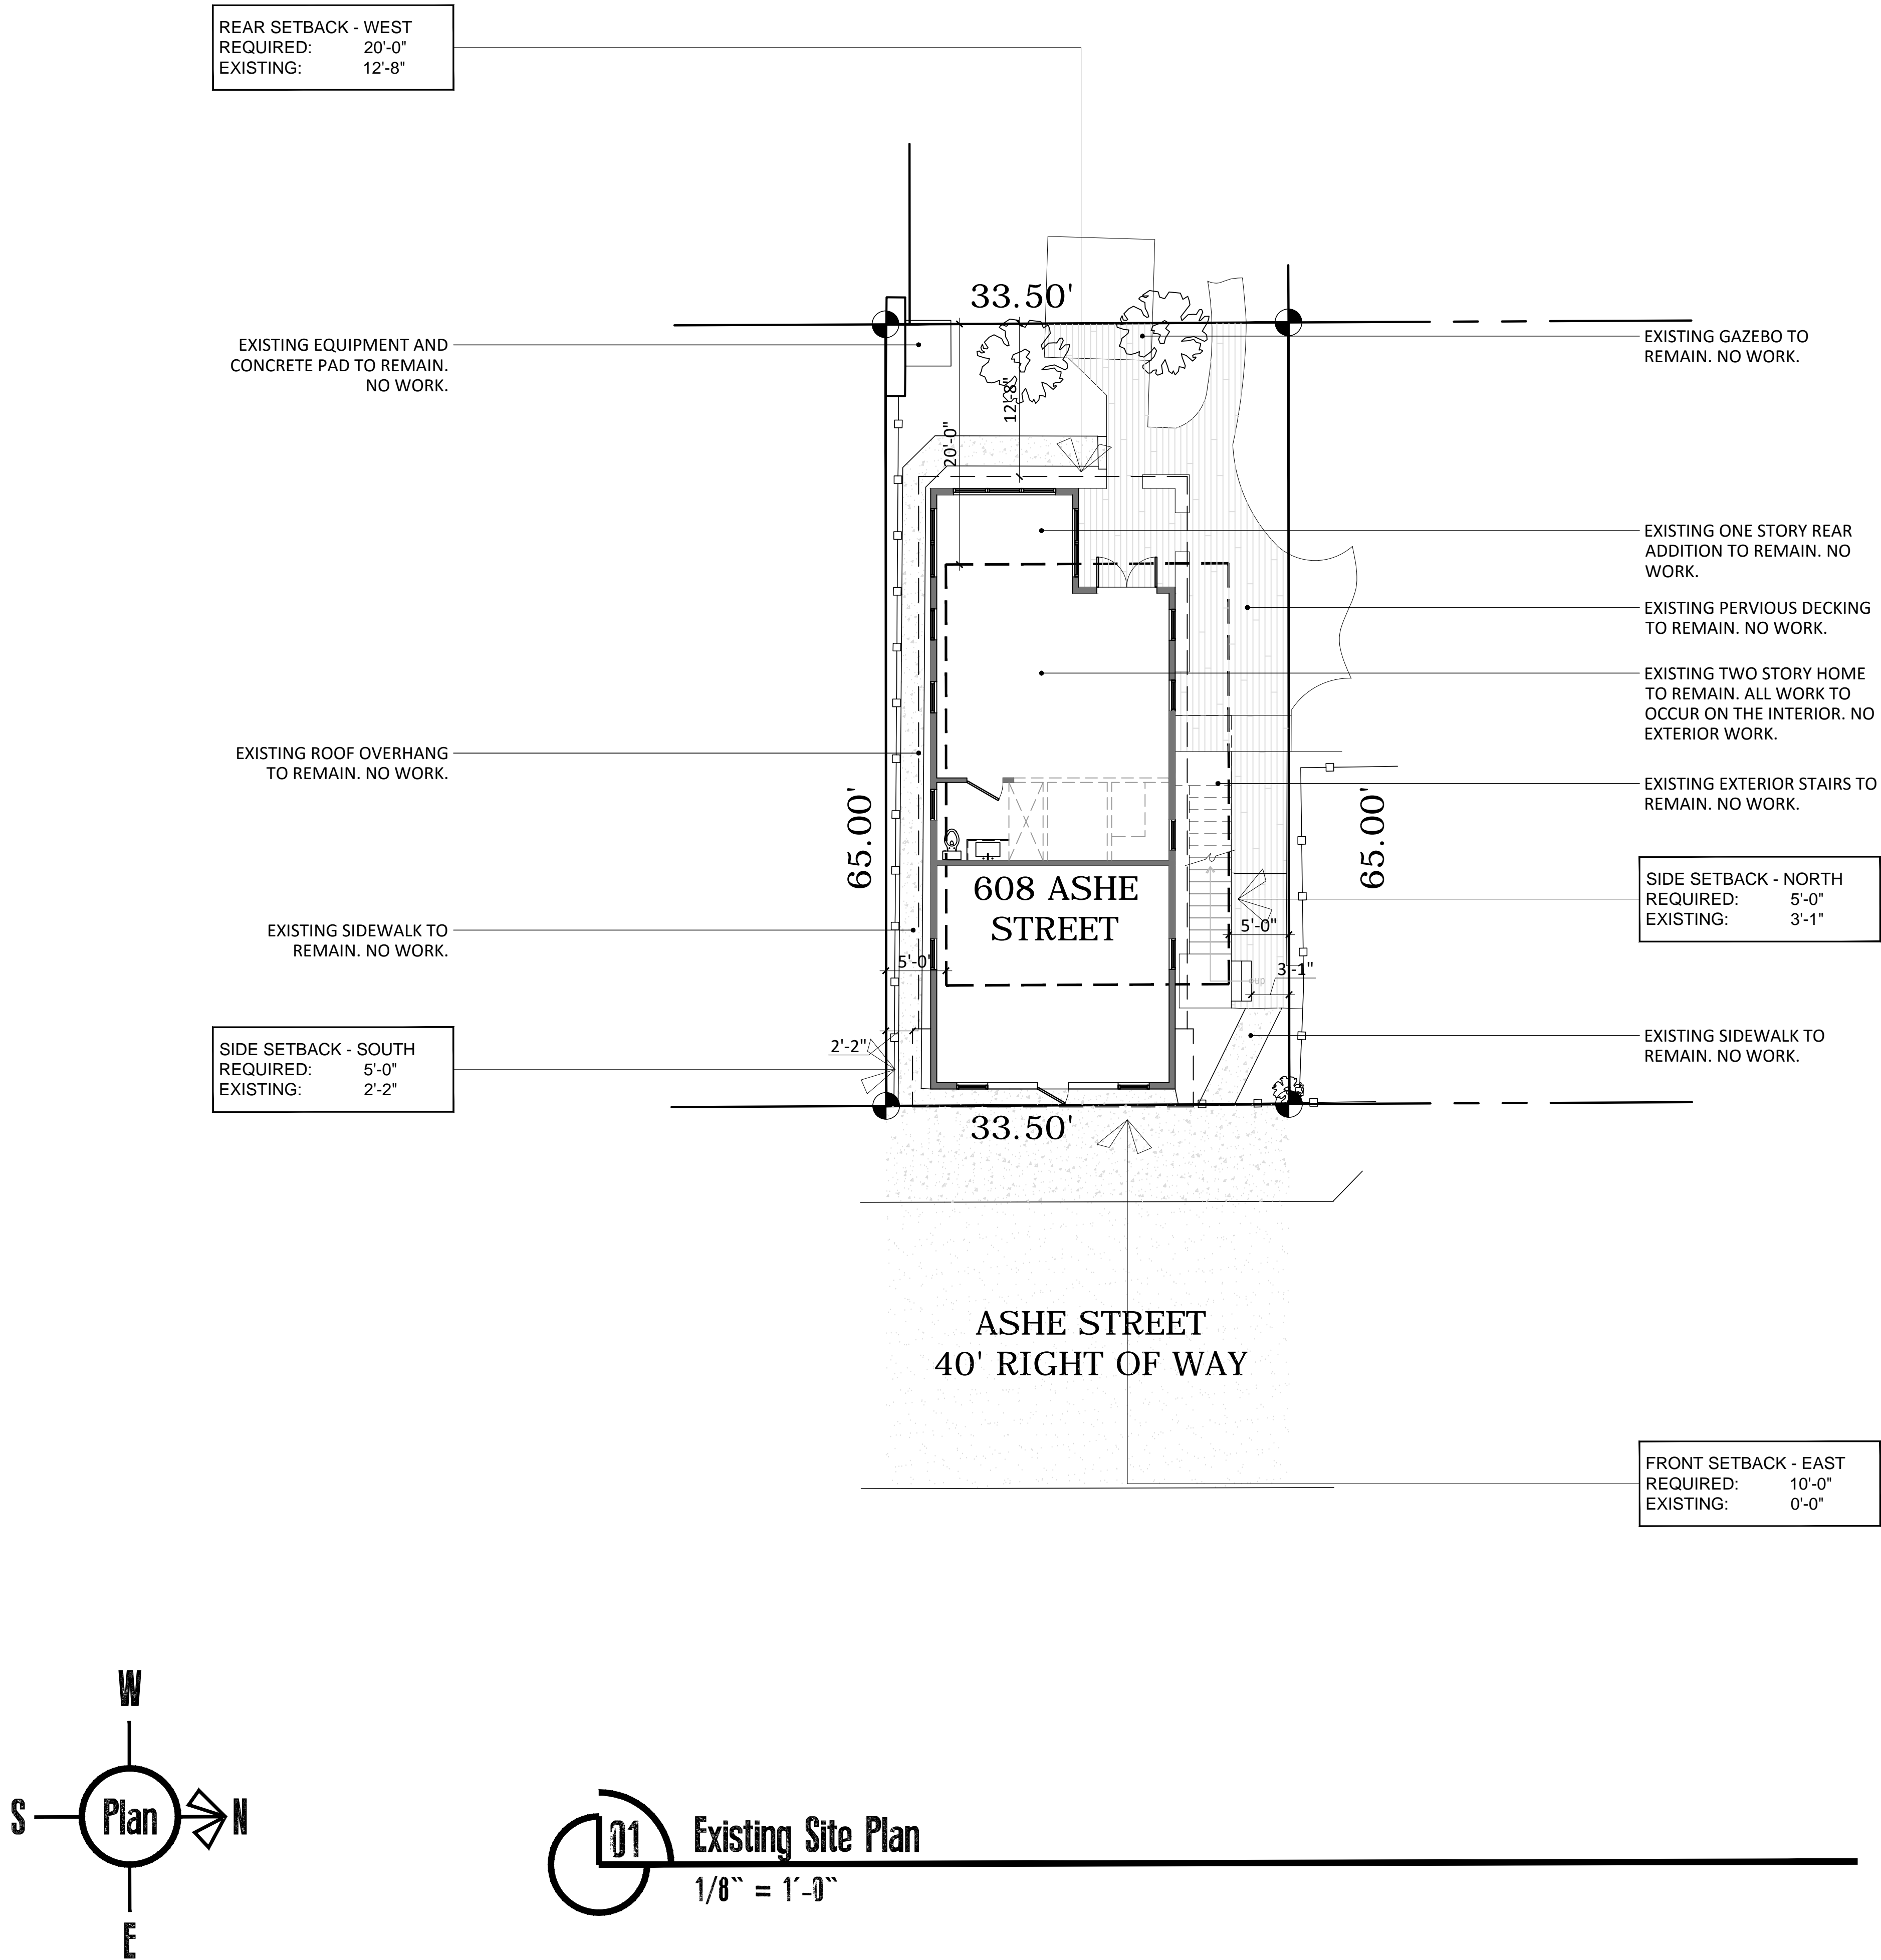 REAR SETBACK - WEST
REQUIRED: 20'-0"
EXISTING: 12'-8"
33.50'
EXISTING EQUIPMENT AND
CONCRETE PAD TO REMAIN.
NO WORK.
EXISTING GAZEBO TO
REMAIN. NO WORK.
12'-8"
20'-0"
EXISTING ONE STORY REAR
ADDITION TO REMAIN. NO
WORK.
EXISTING PERVIOUS DECKING
TO REMAIN. NO WORK.
EXISTING TWO STORY HOME
TO REMAIN. ALL WORK TO
OCCUR ON THE INTERIOR. NO
EXTERIOR WORK.
EXISTING ROOF OVERHANG
TO REMAIN. NO WORK.
EXISTING EXTERIOR STAIRS TO
REMAIN. NO WORK.
65.00'
65.00'
608 ASHE
STREET
SIDE SETBACK - NORTH
REQUIRED: 5'-0"
EXISTING: 3'-1"
EXISTING SIDEWALK TO
REMAIN. NO WORK.
5'-0"
5'-0"
3'-1"
up
SIDE SETBACK - SOUTH
REQUIRED: 5'-0"
EXISTING: 2'-2"
2'-2"
EXISTING SIDEWALK TO
REMAIN. NO WORK.
33.50'
ASHE STREET
40' RIGHT OF WAY
FRONT SETBACK - EAST
REQUIRED: 10'-0"
EXISTING: 0'-0"
W
S Plan N
E
01 Existing Site Plan
1/8" = 1'-0"